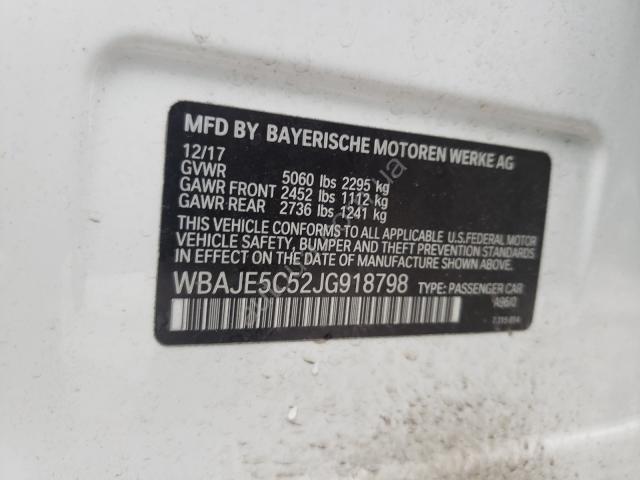 MFD BY BAYERISCHE MOTOREN WERKE AG
12/17
GVWR 5060 lbs 2295 kg
GAWR FRONT 2452 lbs 1112 kg
GAWR REAR 2736 lbs 1241 kg
THIS VEHICLE CONFORMS TO ALL APPLICABLE U.S.FEDERAL MOTOR
VEHICLE SAFETY, BUMPER AND THEFT PREVENTION STANDARDS
IN EFFECT ON THE DATE OF MANUFACTURE SHOWN ABOVE.
WBAJE5C52JG918798 TYPE: PASSENGER CAR
A96/0